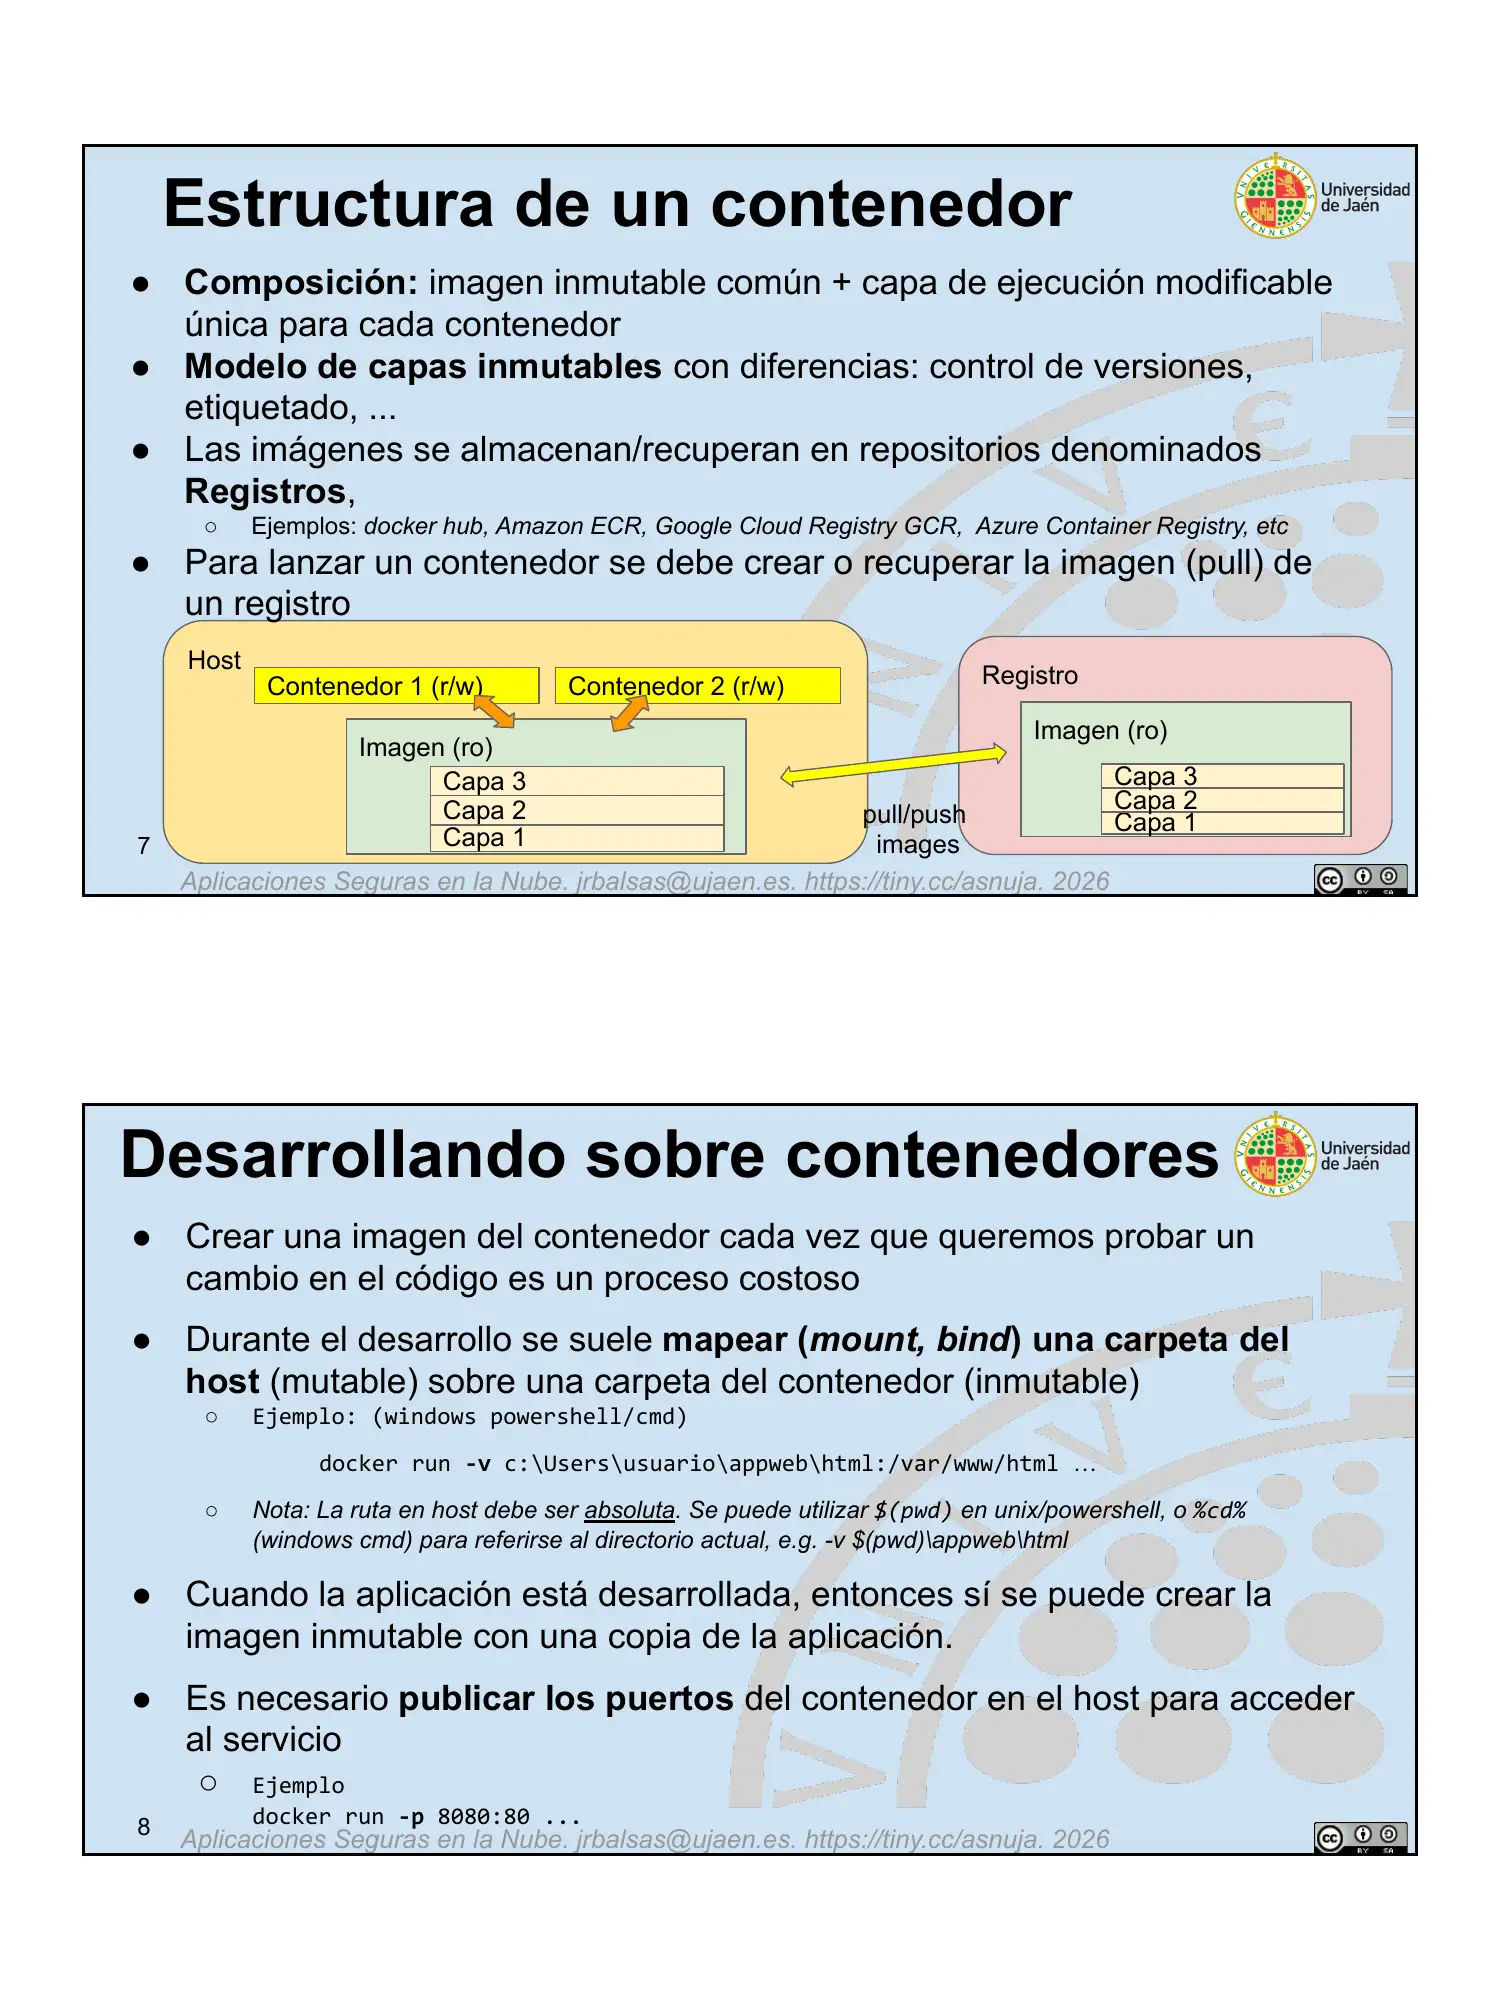 Estructura de un contenedor
UNIVERSITAS GIENNENSIS
Universidad
de Jaén
● Composición: imagen inmutable común + capa de ejecución modificable
única para cada contenedor
● Modelo de capas inmutables con diferencias: control de versiones,
etiquetado, ...
● Las imágenes se almacenan/recuperan en repositorios denominados
Registros,
○ Ejemplos: docker hub, Amazon ECR, Google Cloud Registry GCR, Azure Container Registry, etc
● Para lanzar un contenedor se debe crear o recuperar la imagen (pull) de
un registro
Host
Contenedor 1 (r/w)
Contenedor 2 (r/w)
Imagen (ro)
Capa 3
Capa 2
Capa 1
pull/push
images
Registro
Imagen (ro)
Capa 3
Capa 2
Capa 1
7
Aplicaciones Seguras en la Nube. jrbalsas@ujaen.es. https://tiny.cc/asnuja. 2026
cc BY SA
Desarrollando sobre contenedores
UNIVERSITAS GIENNENSIS
Universidad
de Jaén
● Crear una imagen del contenedor cada vez que queremos probar un
cambio en el código es un proceso costoso
● Durante el desarrollo se suele mapear (mount, bind) una carpeta del
host (mutable) sobre una carpeta del contenedor (inmutable)
○ Ejemplo: (windows powershell/cmd)
docker run -v c:\Users\usuario\appweb\html:/var/www/html …
○ Nota: La ruta en host debe ser absoluta. Se puede utilizar $(pwd) en unix/powershell, o %cd%
(windows cmd) para referirse al directorio actual, e.g. -v $(pwd)\appweb\html
● Cuando la aplicación está desarrollada, entonces sí se puede crear la
imagen inmutable con una copia de la aplicación.
● Es necesario publicar los puertos del contenedor en el host para acceder
al servicio
○ Ejemplo
docker run -p 8080:80 ...
8
Aplicaciones Seguras en la Nube. jrbalsas@ujaen.es. https://tiny.cc/asnuja. 2026
cc BY SA